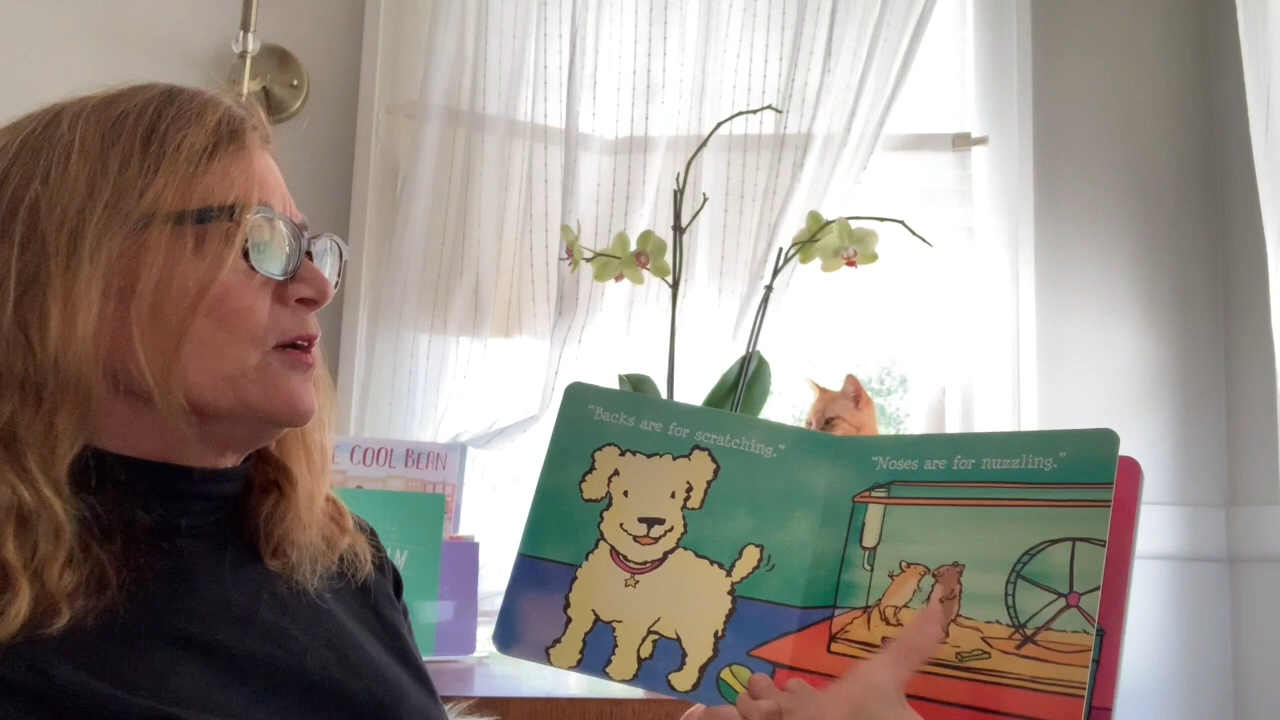 E COOL BEAN
"Backs are for scratching."
"Noses are for nuzzling."